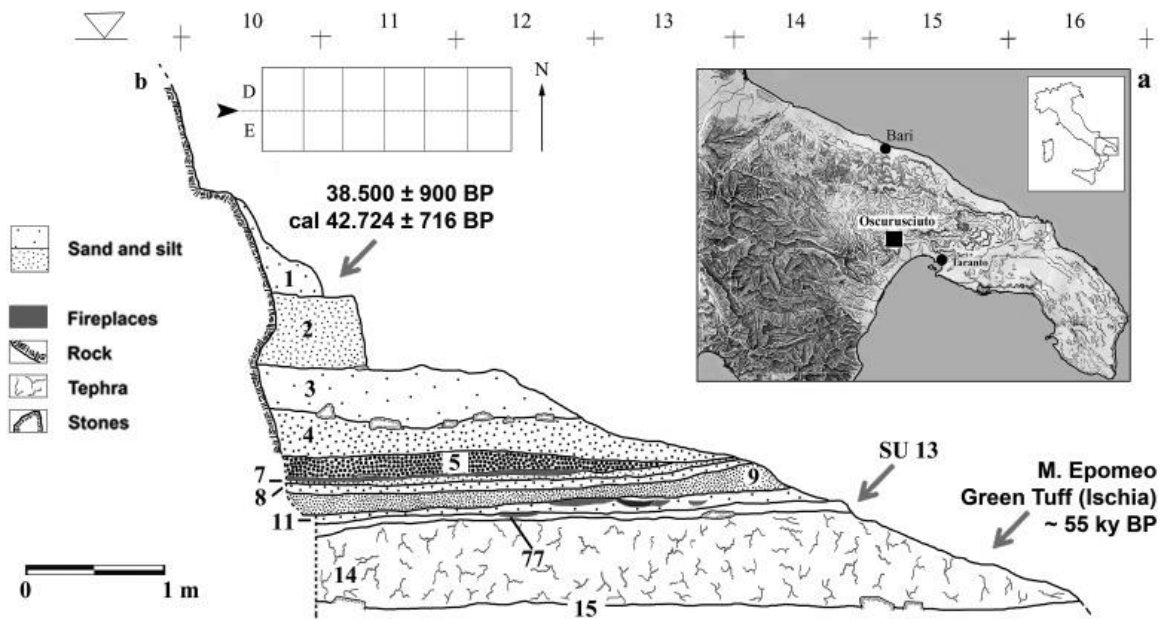 10 11 12 13 14 15 16
b
D
E
N
a
Bari
Oscurusciuto
Taranto
38.500 ± 900 BP
cal 42.724 ± 716 BP
Sand and silt
Fireplaces
Rock
Tephra
Stones
1
2
3
4
5
7
8
9
11
SU 13
M. Epomeo
Green Tuff (Ischia)
~ 55 ky BP
77
14
15
0 1 m